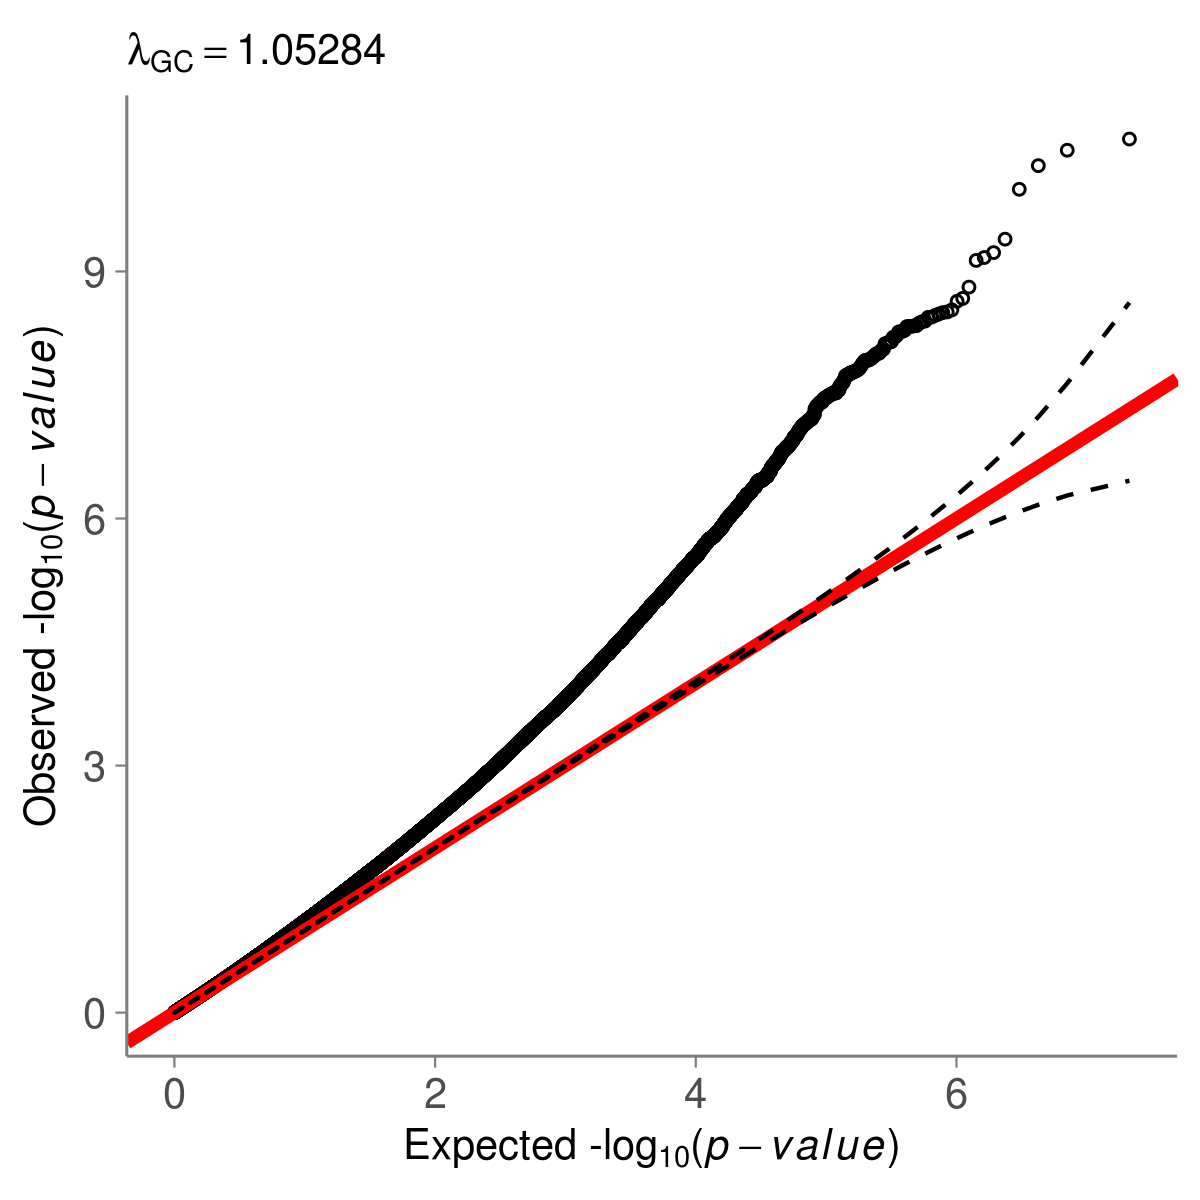 λGC = 1.05284
Observed -log10(p − value)
9
6
3
0
0 2 4 6
Expected -log10(p − value)